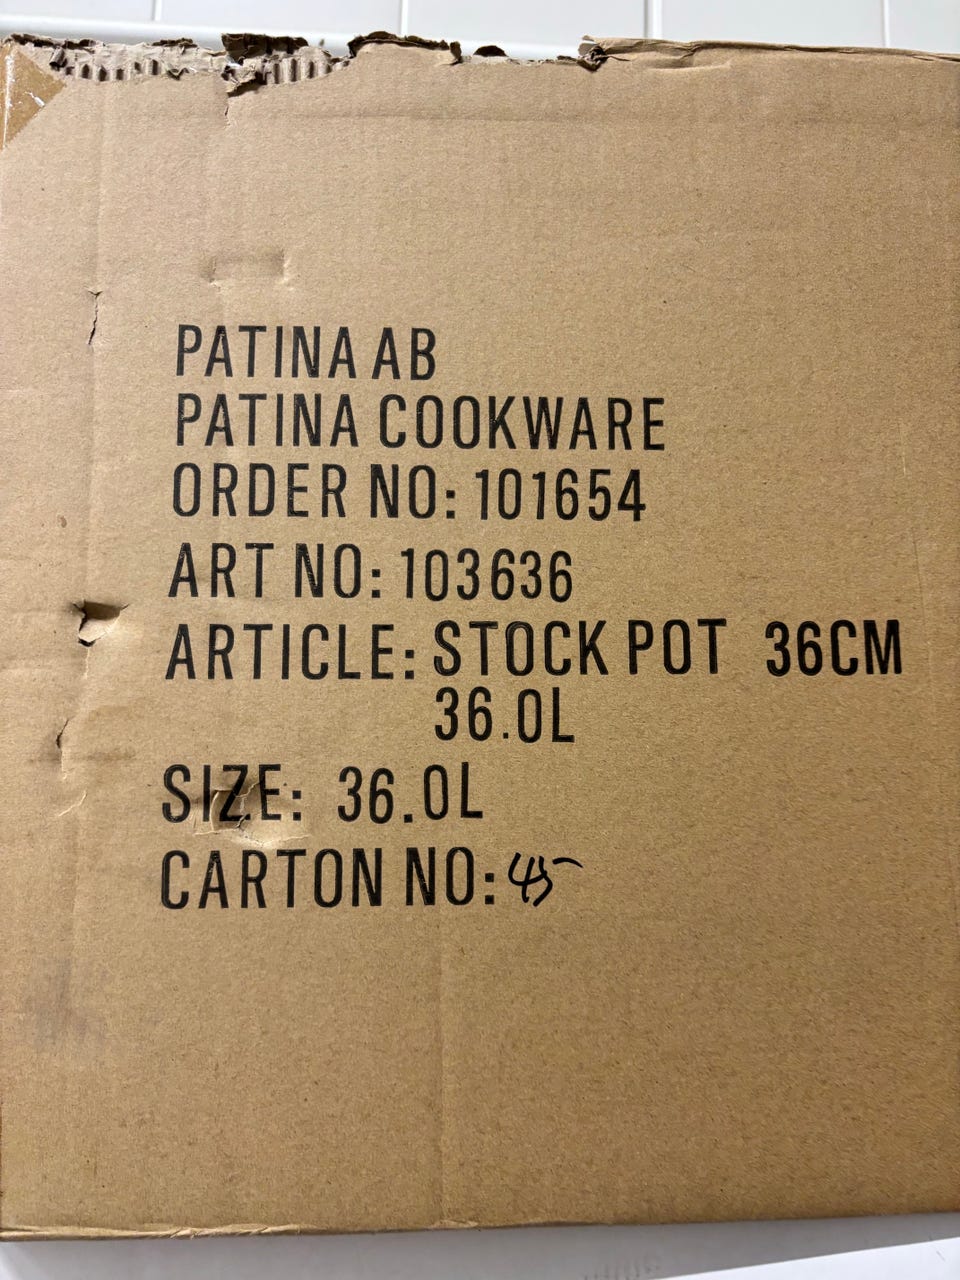 PATINA AB
PATINA COOKWARE
ORDER NO: 101654
ART NO: 103636
ARTICLE: STOCK POT 36CM
36.0L
SIZE: 36.0L
CARTON NO: 45